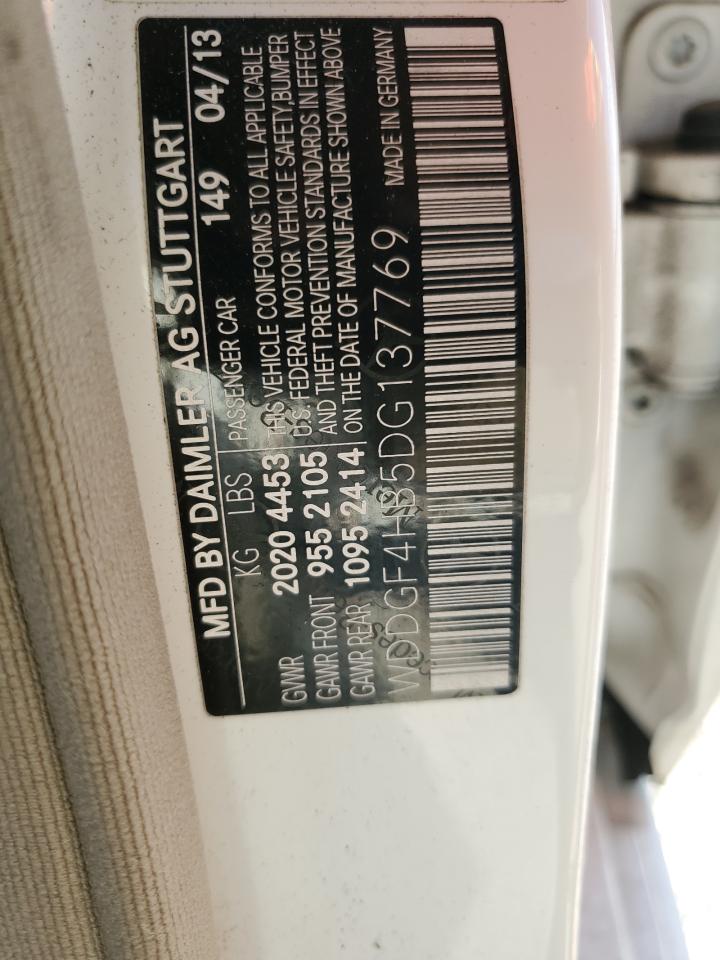 MFD BY DAIMLER AG STUTTGART
149 04/13
KG LBS PASSENGER CAR
GVWR 2020 4453 THIS VEHICLE CONFORMS TO ALL APPLICABLE
GAWR FRONT 955 2105 U.S. FEDERAL MOTOR VEHICLE SAFETY, BUMPER
GAWR REAR 1095 2414 AND THEFT PREVENTION STANDARDS IN EFFECT
ON THE DATE OF MANUFACTURE SHOWN ABOVE
WDDGF4HB5DG137769 MADE IN GERMANY